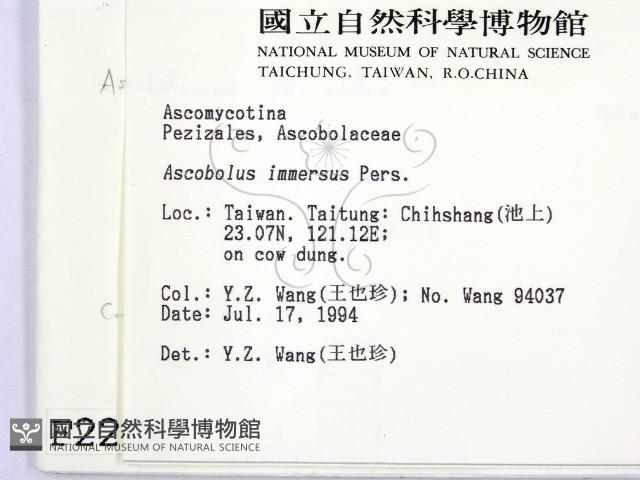 國立自然科學博物館
NATIONAL MUSEUM OF NATURAL SCIENCE
TAICHUNG, TAIWAN, R.O.CHINA
As
Ascomycotina
Pezizales, Ascobolaceae
Ascobolus immersus Pers.
Loc.: Taiwan. Taitung: Chihshang(池上)
23.07N, 121.12E;
on cow dung.
Col.: Y.Z. Wang(王也珍); No. Wang 94037
Date: Jul. 17, 1994
Det.: Y.Z. Wang(王也珍)
F22
國立自然科學博物館
NATIONAL MUSEUM OF NATURAL SCIENCE